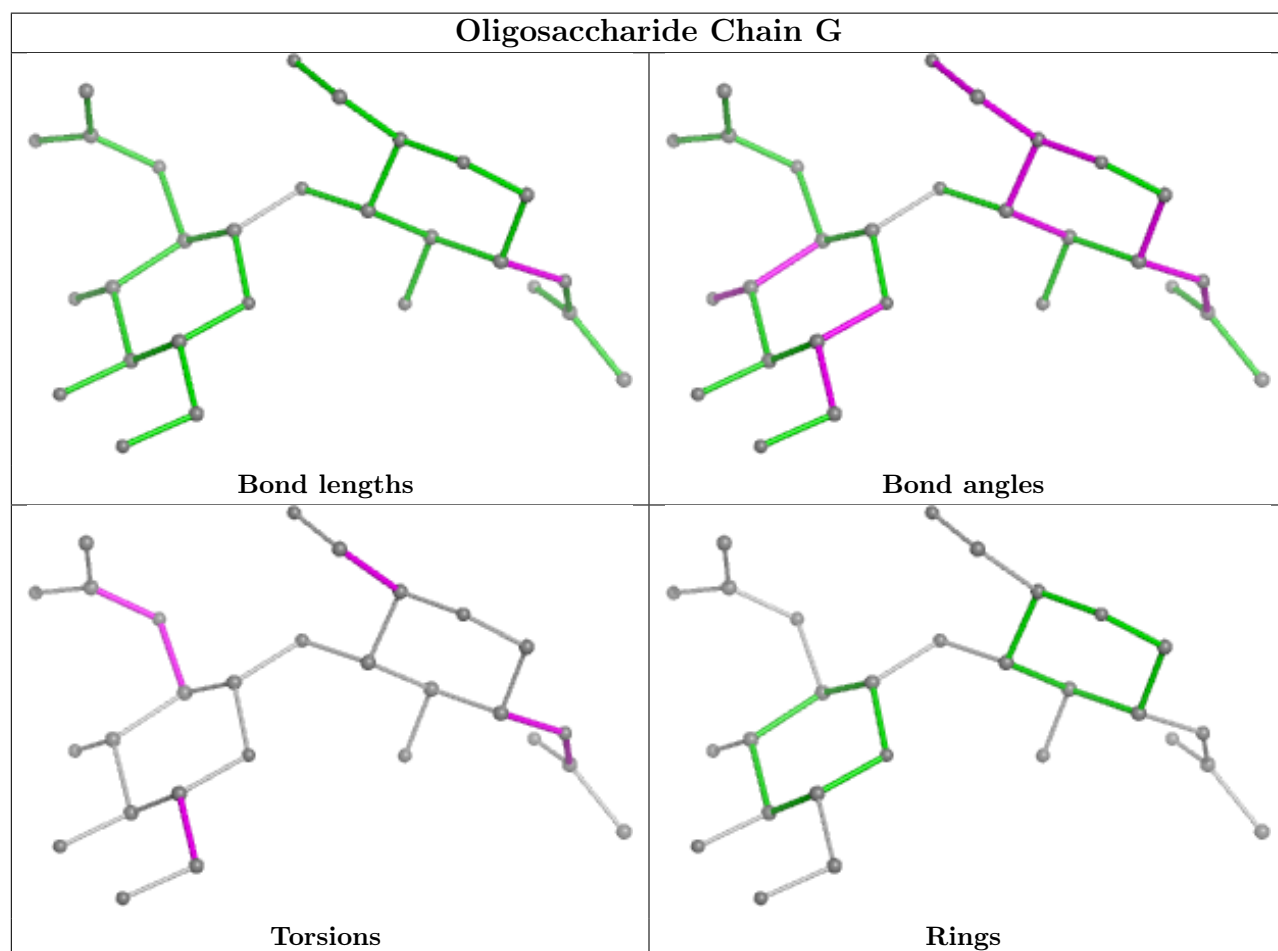 Oligosaccharide Chain G
Bond lengths
Bond angles
Torsions
Rings